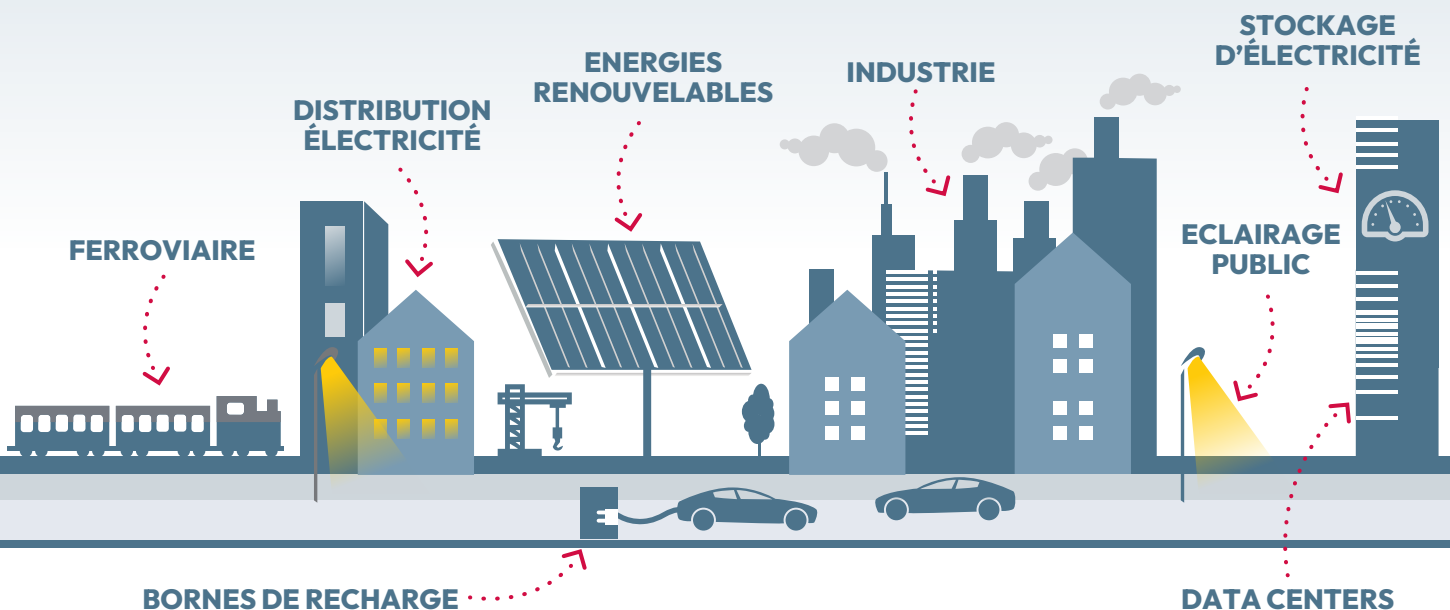 STOCKAGE
D'ÉLECTRICITÉ
ENERGIES
RENOUVELABLES
INDUSTRIE
DISTRIBUTION
ÉLECTRICITÉ
FERROVIAIRE
ECLAIRAGE
PUBLIC
BORNES DE RECHARGE
DATA CENTERS